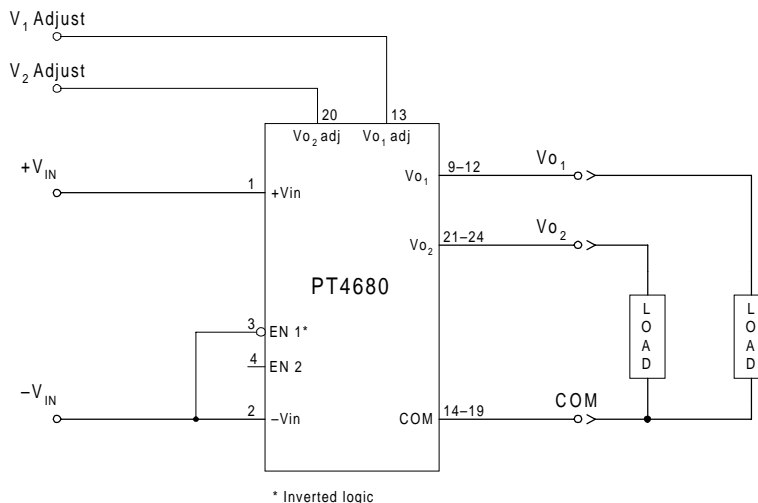 V1 Adjust
V2 Adjust
20 13
Vo2 adj Vo1 adj
+VIN
1 +Vin
Vo1 9–12 Vo1
Vo2 21–24 Vo2
PT4680
3 EN 1*
4 EN 2
LOAD LOAD
–VIN
2 –Vin
COM 14–19 COM
* Inverted logic